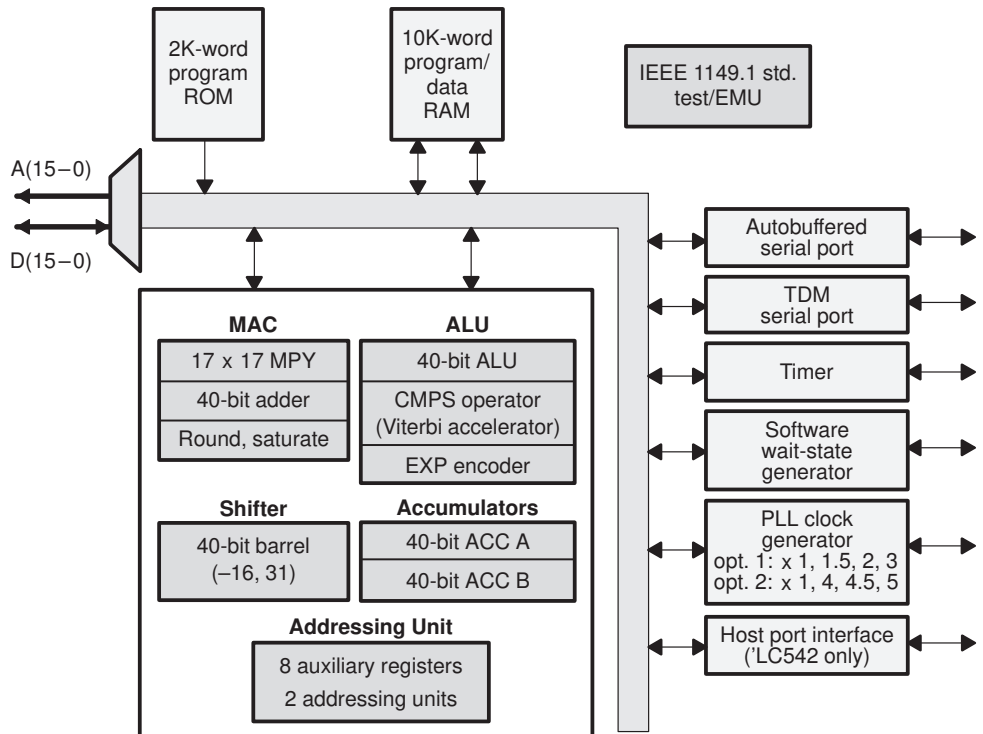 2K-word
program
ROM
10K-word
program/
data
RAM
IEEE 1149.1 std.
test/EMU
A(15–0)
D(15–0)
MAC
17 x 17 MPY
40-bit adder
Round, saturate
ALU
40-bit ALU
CMPS operator
(Viterbi accelerator)
EXP encoder
Shifter
40-bit barrel
(–16, 31)
Accumulators
40-bit ACC A
40-bit ACC B
Addressing Unit
8 auxiliary registers
2 addressing units
Autobuffered
serial port
TDM
serial port
Timer
Software
wait-state
generator
PLL clock
generator
opt. 1: x 1, 1.5, 2, 3
opt. 2: x 1, 4, 4.5, 5
Host port interface
('LC542 only)